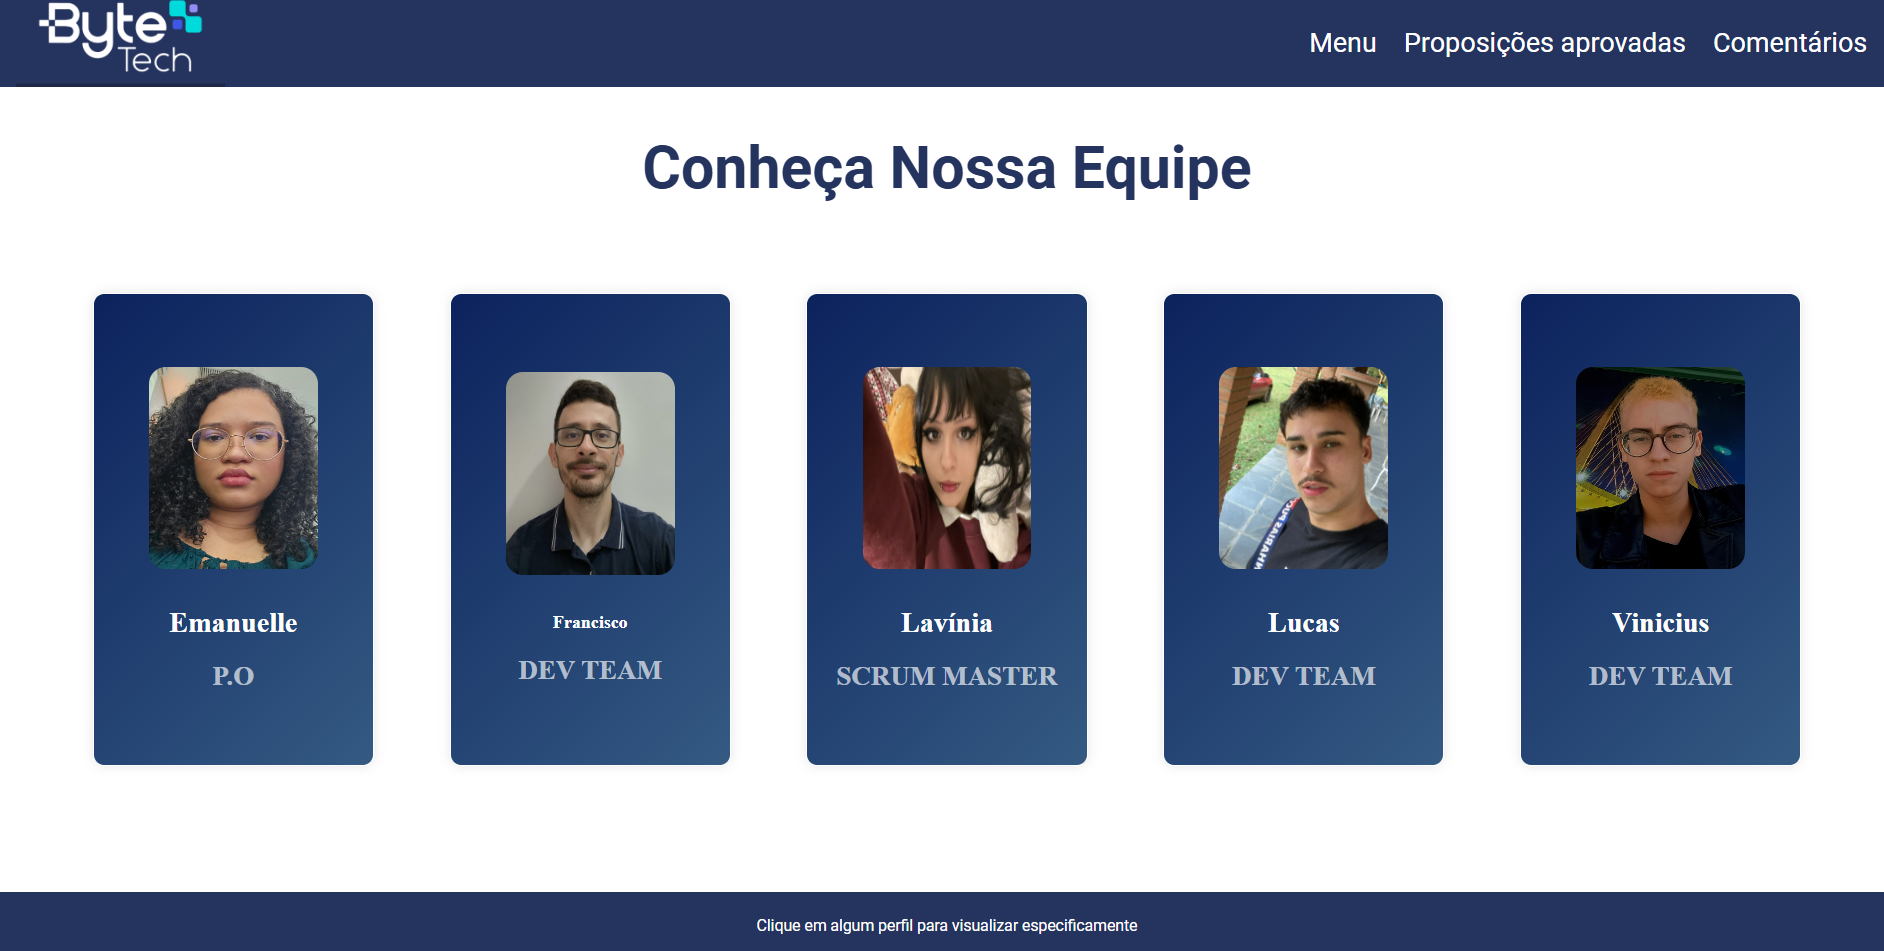 Byte
Tech
Menu Proposições aprovadas Comentários
Conheça Nossa Equipe
Emanuelle
P.O
Francisco
DEV TEAM
Lavínia
SCRUM MASTER
Lucas
DEV TEAM
Vinicius
DEV TEAM
Clique em algum perfil para visualizar especificamente